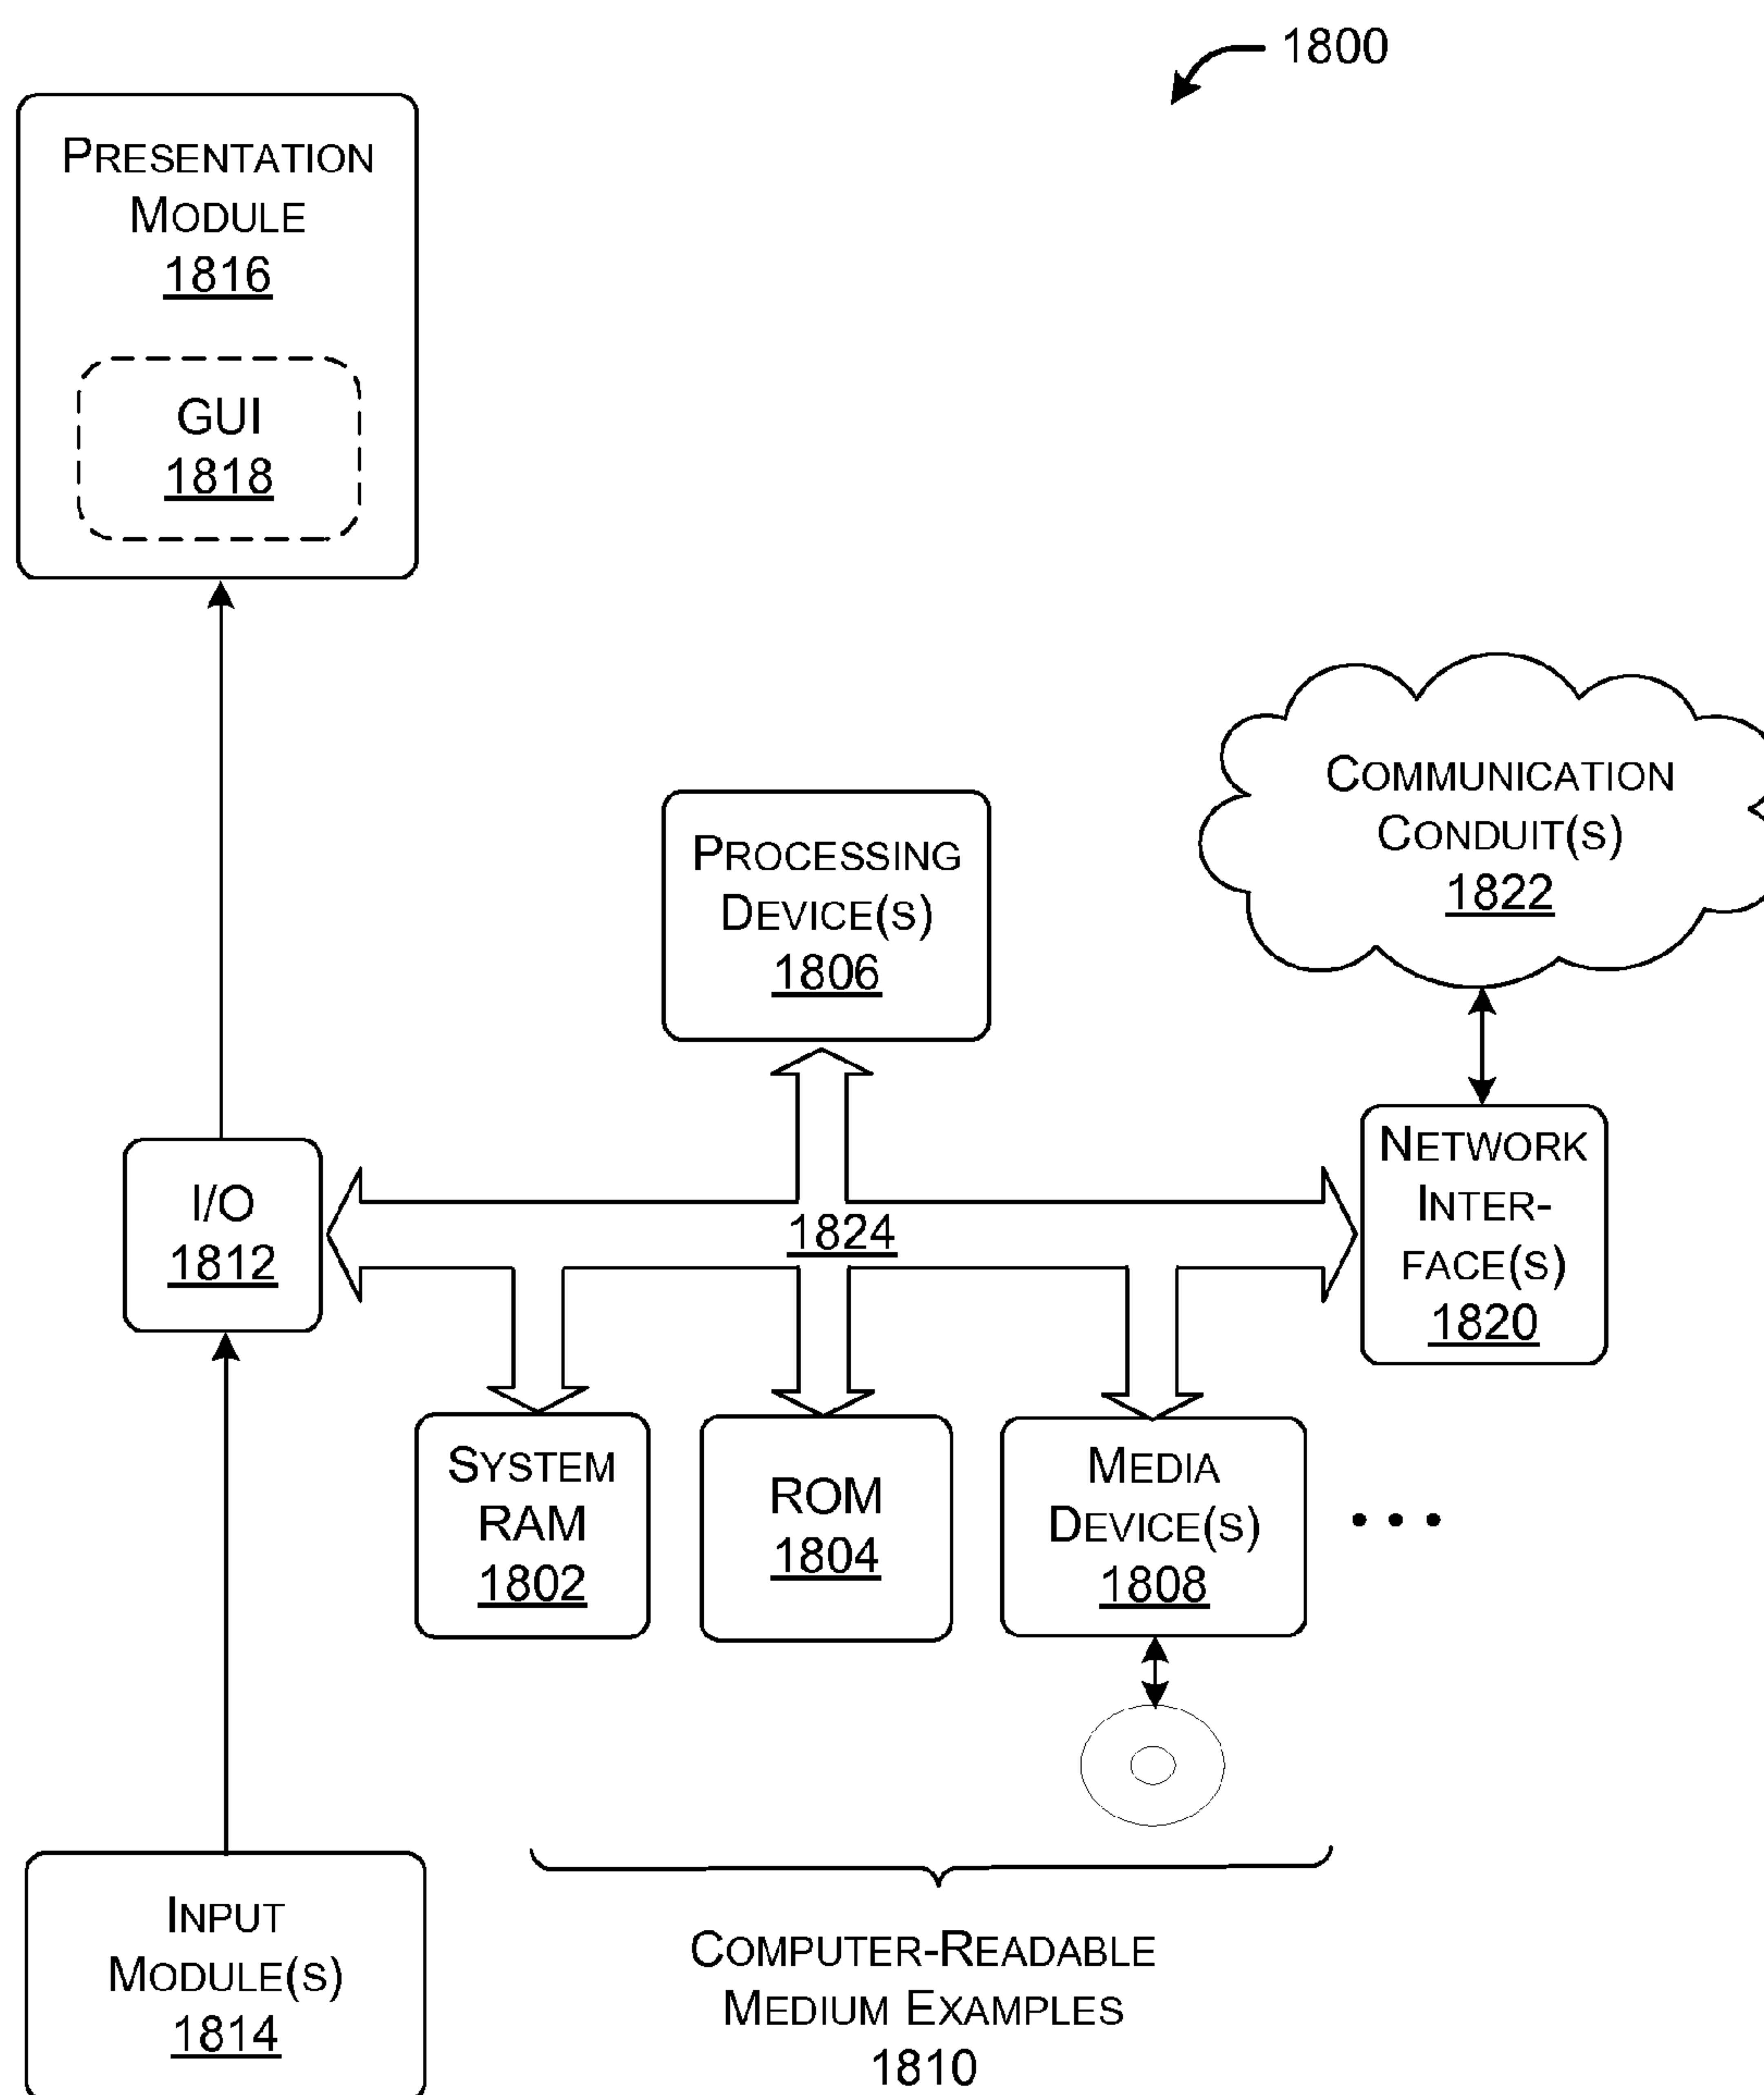 1800
PRESENTATION
MODULE
1816
GUI
1818
COMMUNICATION
CONDUIT(S)
1822
PROCESSING
DEVICE(S)
1806
I/O
1812
1824
NETWORK
INTER-
FACE(S)
1820
SYSTEM
RAM
1802
ROM
1804
MEDIA
DEVICE(S)
1808
• • •
INPUT
MODULE(S)
1814
COMPUTER-READABLE
MEDIUM EXAMPLES
1810